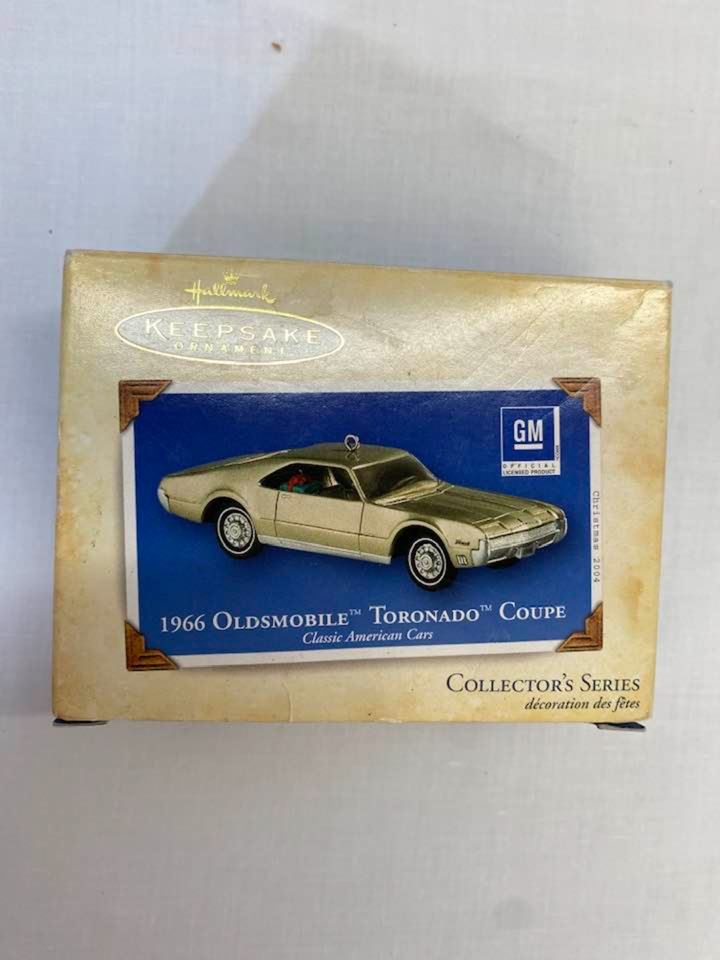 Hallmark
KEEPSAKE
ORNAMENT
GM
OFFICIAL
LICENSED PRODUCT
Christmas 2004
1966 OLDSMOBILE™ TORONADO™ COUPE
Classic American Cars
COLLECTOR'S SERIES
décoration des fêtes